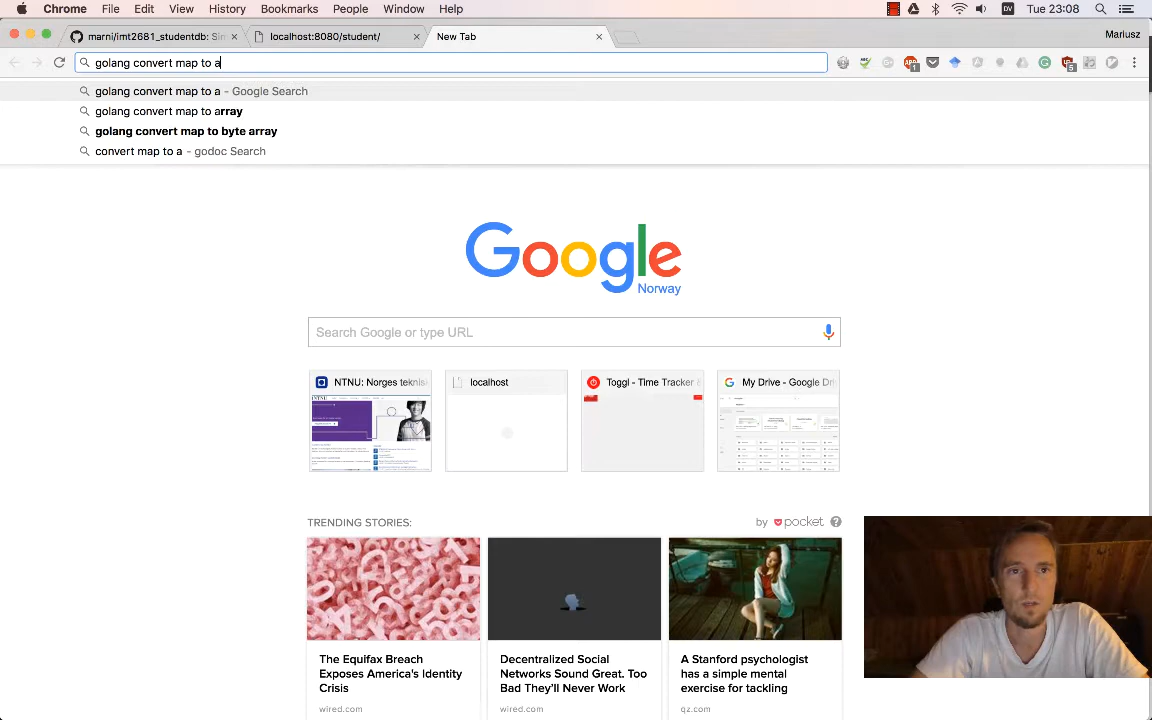 Chrome File Edit View History Bookmarks People Window Help DV Tue 23:08
marni/imt2681_studentdb: Sim localhost:8080/student/ New Tab Mariusz
golang convert map to a
golang convert map to a – Google Search
golang convert map to array
golang convert map to byte array
convert map to a – godoc Search
Google
Norway
Search Google or type URL
NTNU: Norges teknisk localhost Toggl - Time Tracker & My Drive - Google Dri
TRENDING STORIES: by pocket ?
The Equifax Breach
Exposes America's Identity
Crisis
wired.com
Decentralized Social
Networks Sound Great. Too
Bad They'll Never Work
wired.com
A Stanford psychologist
has a simple mental
exercise for tackling
qz.com